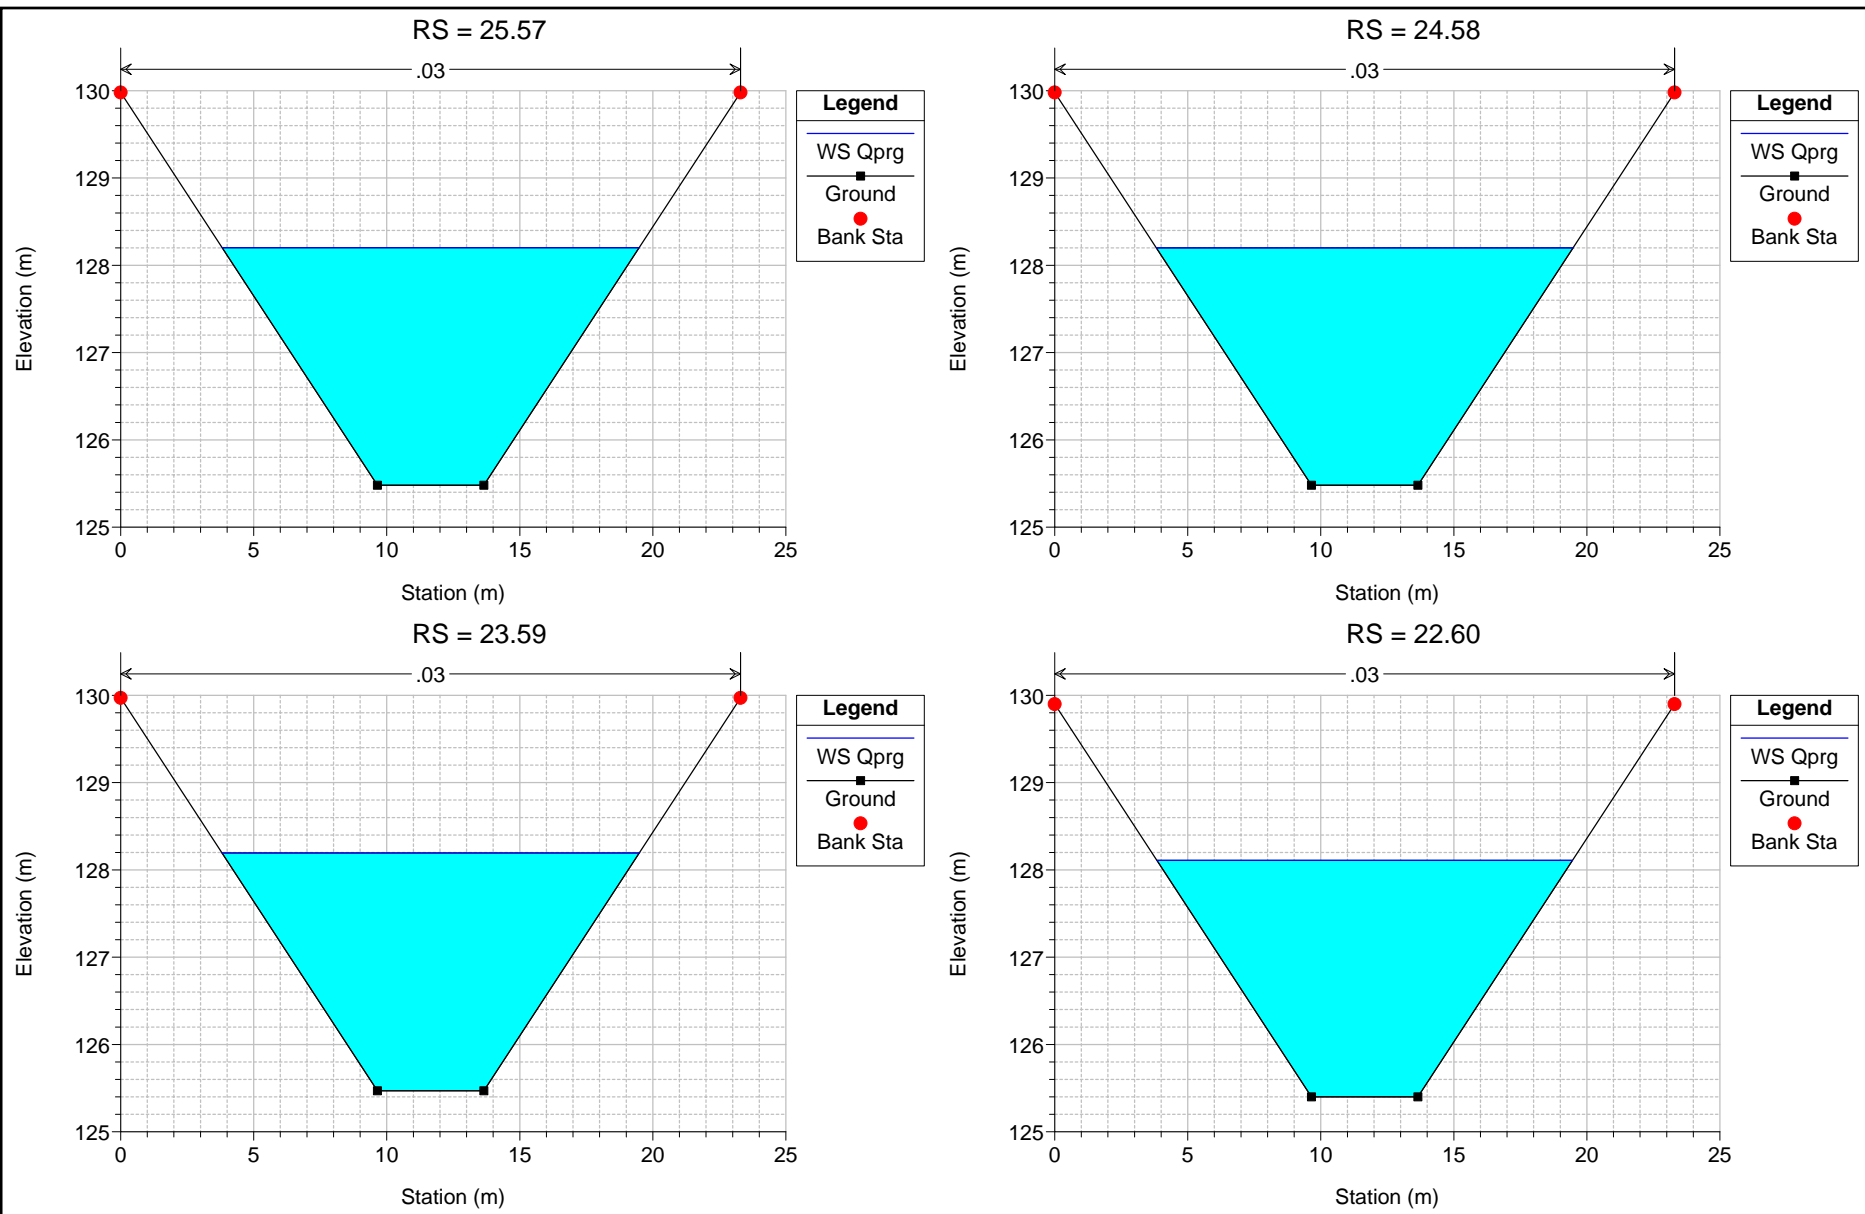 RS = 25.57
.03
130
129
128
127
126
125
0 5 10 15 20 25
Elevation (m)
Station (m)
Legend
WS Qprg
Ground
Bank Sta
RS = 24.58
.03
130
129
128
127
126
125
0 5 10 15 20 25
Elevation (m)
Station (m)
Legend
WS Qprg
Ground
Bank Sta
RS = 23.59
.03
130
129
128
127
126
125
0 5 10 15 20 25
Elevation (m)
Station (m)
Legend
WS Qprg
Ground
Bank Sta
RS = 22.60
.03
130
129
128
127
126
125
0 5 10 15 20 25
Elevation (m)
Station (m)
Legend
WS Qprg
Ground
Bank Sta